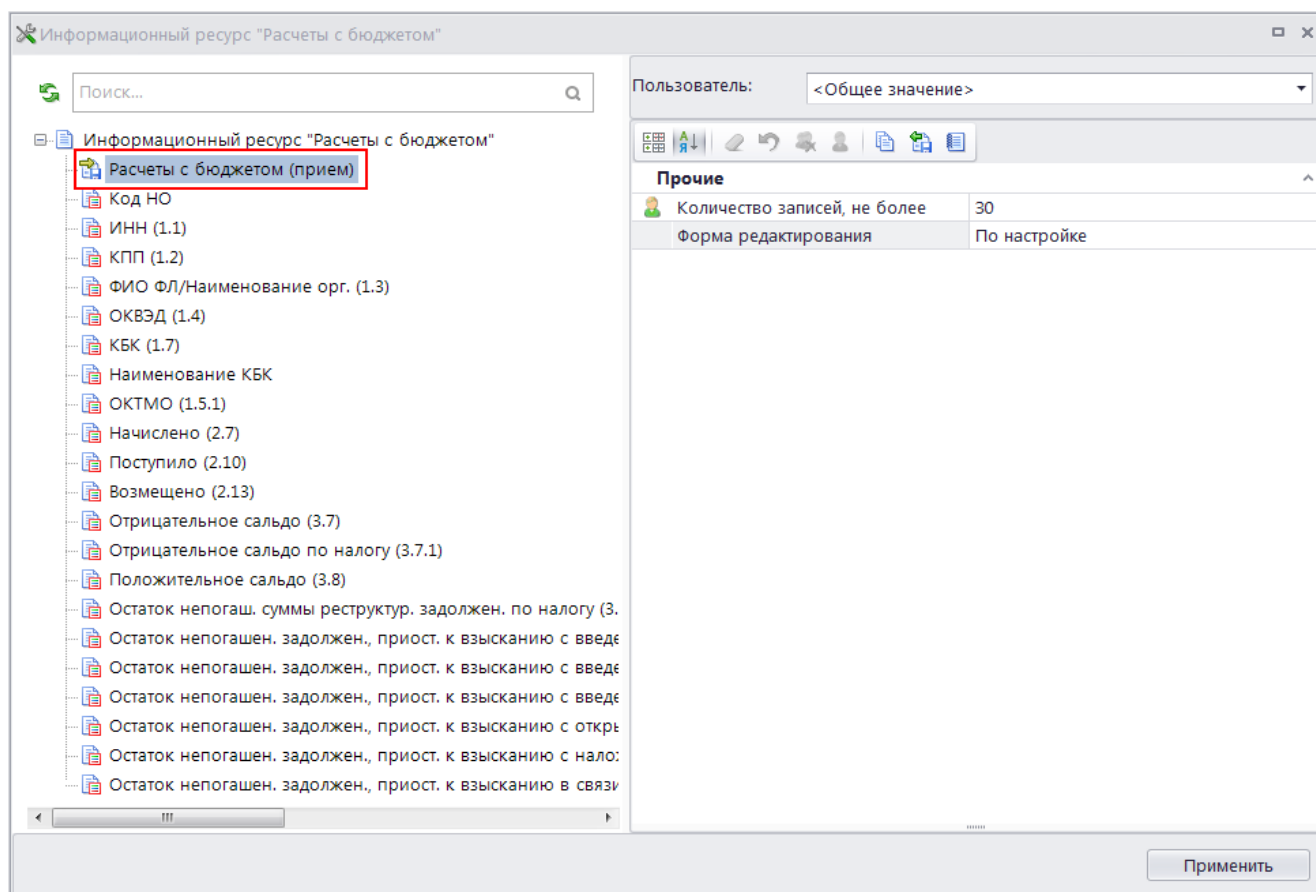 Информационный ресурс "Расчеты с бюджетом"
Поиск...
Информационный ресурс "Расчеты с бюджетом"
Расчеты с бюджетом (прием)
Код НО
ИНН (1.1)
КПП (1.2)
ФИО ФЛ/Наименование орг. (1.3)
ОКВЭД (1.4)
КБК (1.7)
Наименование КБК
ОКТМО (1.5.1)
Начислено (2.7)
Поступило (2.10)
Возмещено (2.13)
Отрицательное сальдо (3.7)
Отрицательное сальдо по налогу (3.7.1)
Положительное сальдо (3.8)
Остаток непогаш. суммы реструктур. задолжен. по налогу (3.
Остаток непогашен. задолжен., приост. к взысканию с введе
Остаток непогашен. задолжен., приост. к взысканию с введе
Остаток непогашен. задолжен., приост. к взысканию с введе
Остаток непогашен. задолжен., приост. к взысканию с откры
Остаток непогашен. задолжен., приост. к взысканию с налож
Остаток непогашен. задолжен., приост. к взысканию в связи
Пользователь: <Общее значение>
Прочие
Количество записей, не более 30
Форма редактирования По настройке
Применить